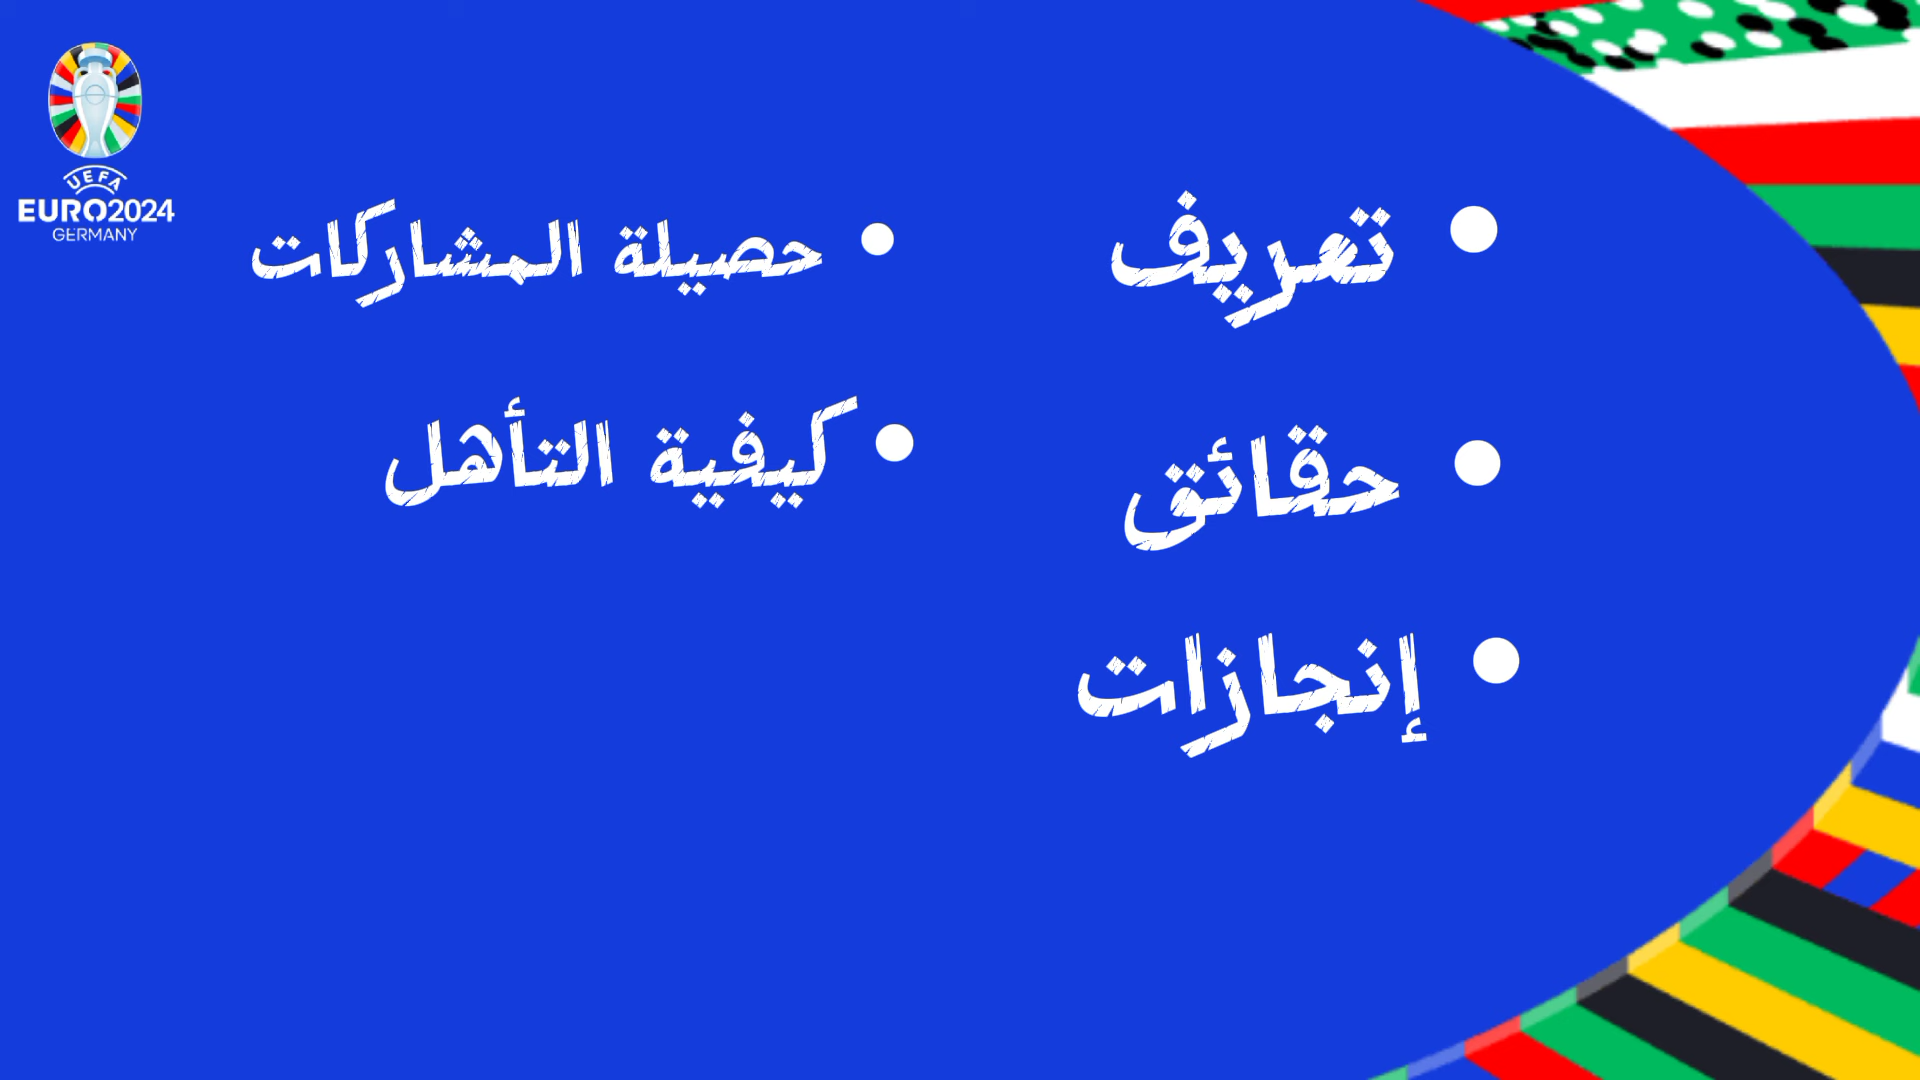 UEFA
EURO2024
GERMANY
• تعريف
• حقائق
• إنجازات
• حصيلة المشاركات
• كيفية التأهل